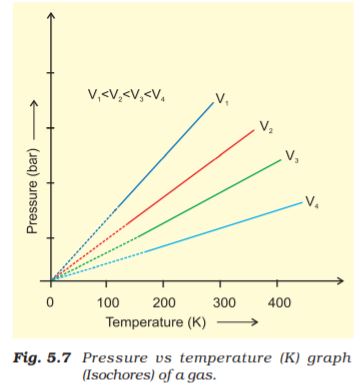 V₁<V₂<V₃<V₄
V₁
V₂
V₃
V₄
Pressure (bar)
0 100 200 300 400
Temperature (K)
Fig. 5.7 Pressure vs temperature (K) graph
(Isochores) of a gas.